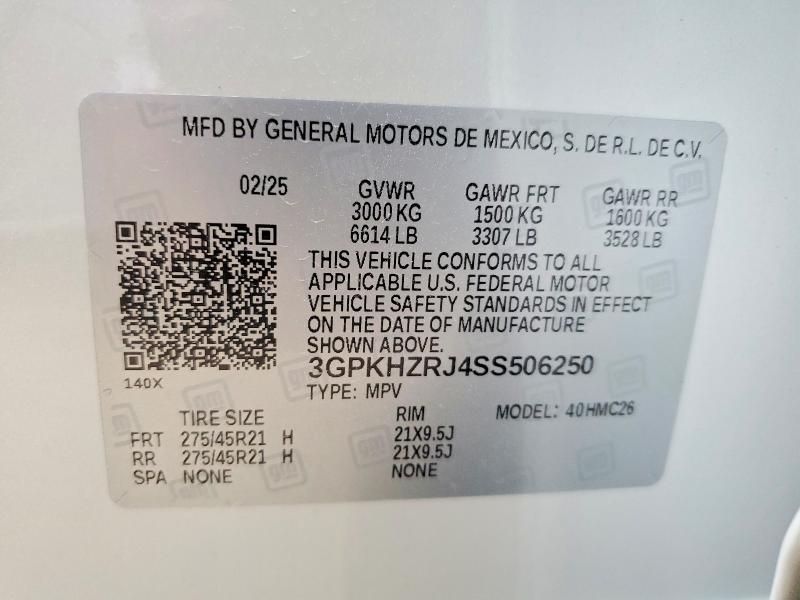 MFD BY GENERAL MOTORS DE MEXICO, S. DE R.L. DE C.V.
02/25 GVWR GAWR FRT GAWR RR
3000 KG 1500 KG 1600 KG
6614 LB 3307 LB 3528 LB
THIS VEHICLE CONFORMS TO ALL
APPLICABLE U.S. FEDERAL MOTOR
VEHICLE SAFETY STANDARDS IN EFFECT
ON THE DATE OF MANUFACTURE
SHOWN ABOVE.
3GPKHZRJ4SS506250
140X
TYPE: MPV
TIRE SIZE RIM MODEL: 40HMC26
FRT 275/45R21 H 21X9.5J
RR 275/45R21 H 21X9.5J
SPA NONE NONE